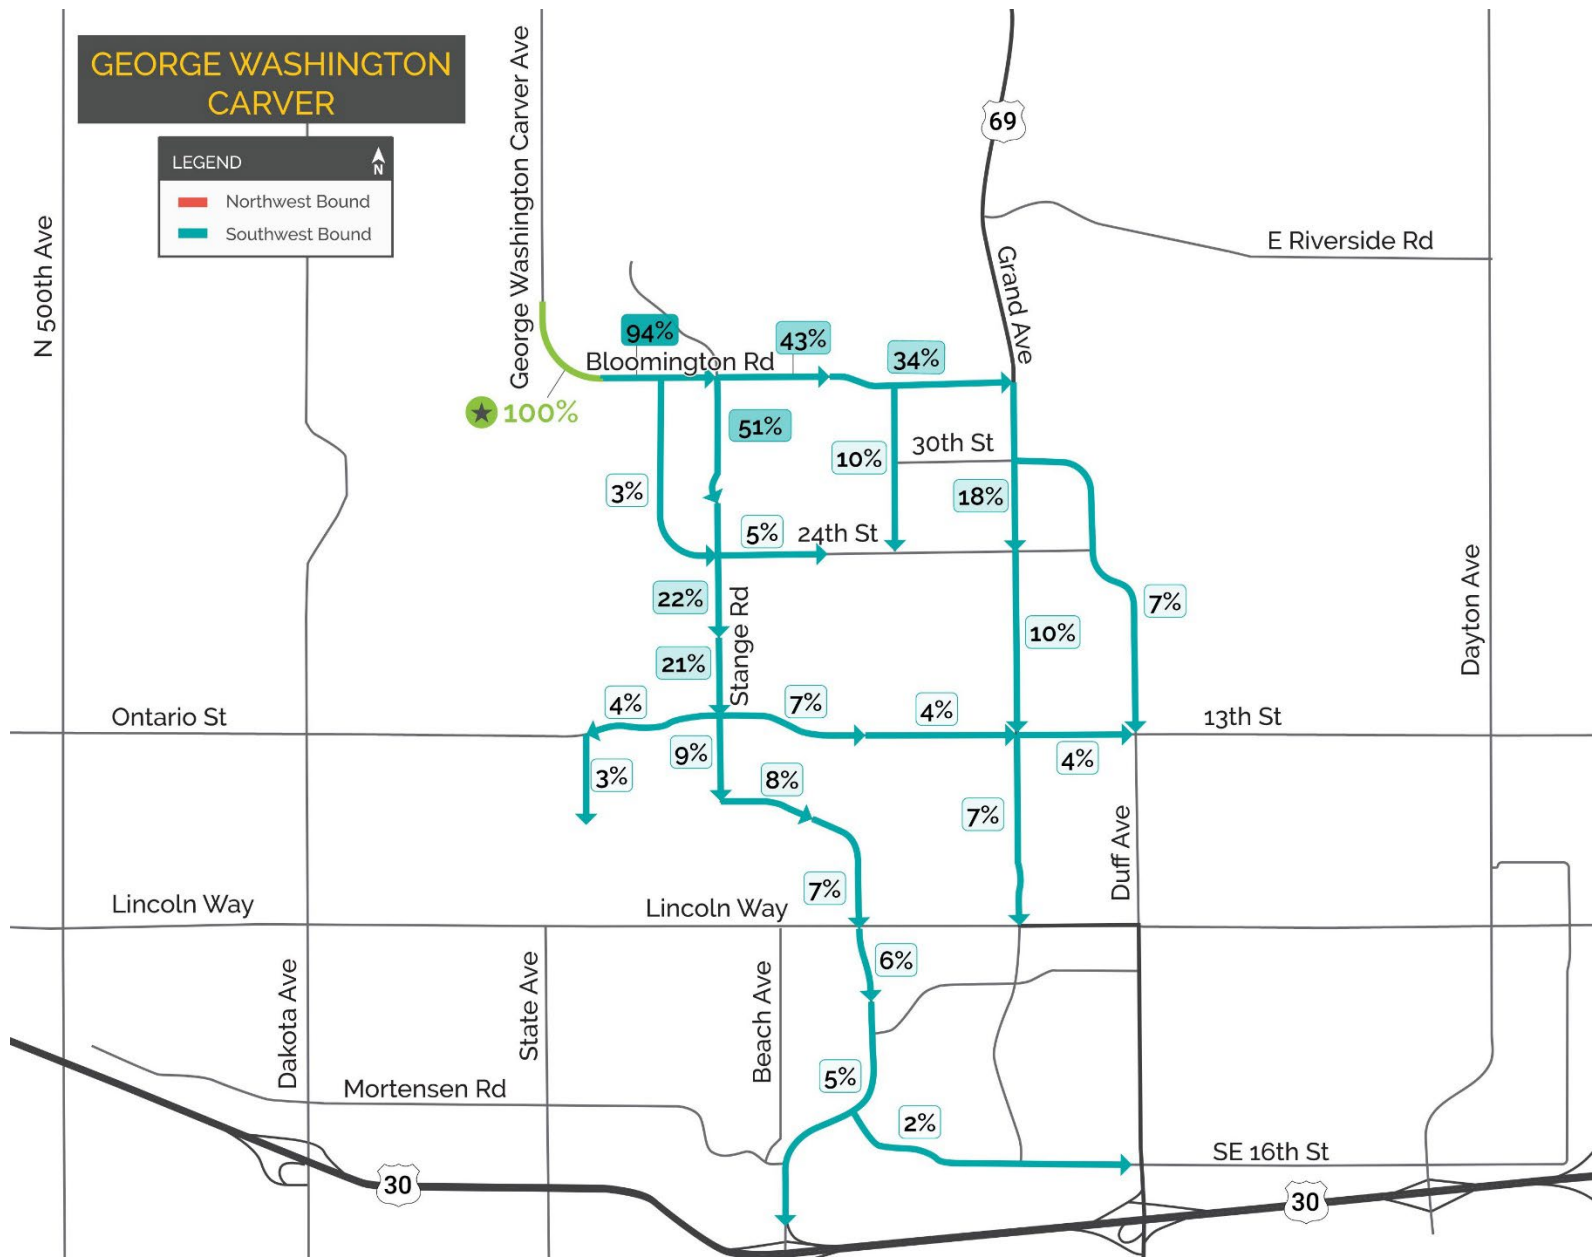 GEORGE WASHINGTON
CARVER
LEGEND
N
Northwest Bound
Southwest Bound
N 500th Ave
George Washington Carver Ave
69
E Riverside Rd
Grand Ave
94%
43%
34%
Bloomington Rd
100%
51%
30th St
10%
3%
18%
5%
24th St
22%
7%
Stange Rd
10%
Dayton Ave
21%
4%
7%
4%
Ontario St
13th St
9%
4%
3%
8%
7%
Duff Ave
7%
Lincoln Way
Lincoln Way
6%
Dakota Ave
State Ave
Beach Ave
5%
Mortensen Rd
2%
SE 16th St
30
30